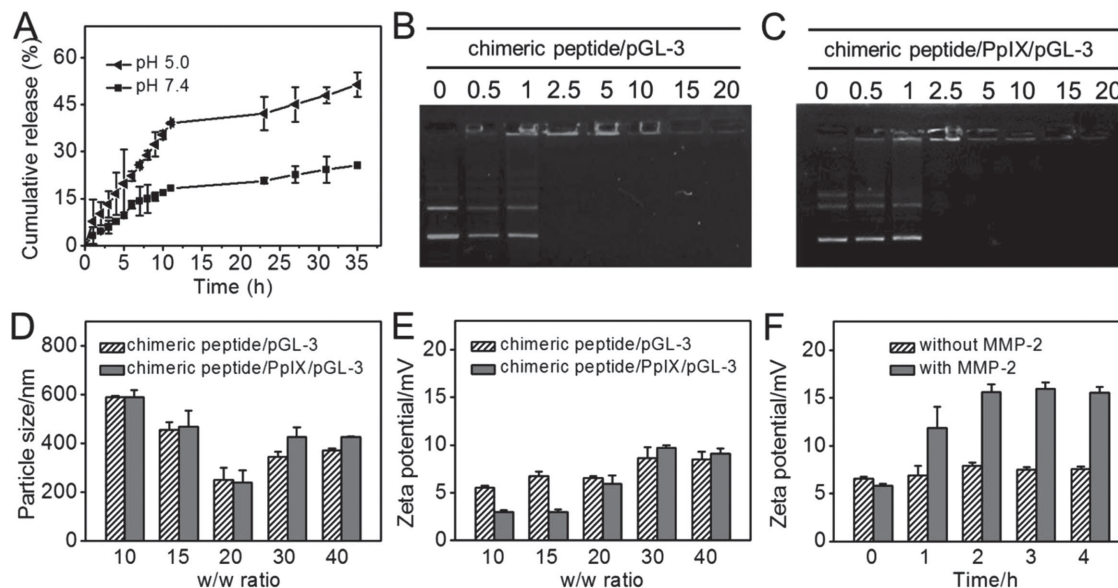 A
Cumulative release (%)
60
45
30
15
0
pH 5.0
pH 7.4
0 5 10 15 20 25 30 35
Time (h)
B
chimeric peptide/pGL-3
0 0.5 1 2.5 5 10 15 20
C
chimeric peptide/PpIX/pGL-3
0 0.5 1 2.5 5 10 15 20
D
Particle size/nm
800
600
400
200
0
chimeric peptide/pGL-3
chimeric peptide/PpIX/pGL-3
10 15 20 30 40
w/w ratio
E
Zeta potential/mV
20
15
10
5
0
chimeric peptide/pGL-3
chimeric peptide/PpIX/pGL-3
10 15 20 30 40
w/w ratio
F
Zeta potential/mV
20
15
10
5
0
without MMP-2
with MMP-2
0 1 2 3 4
Time/h